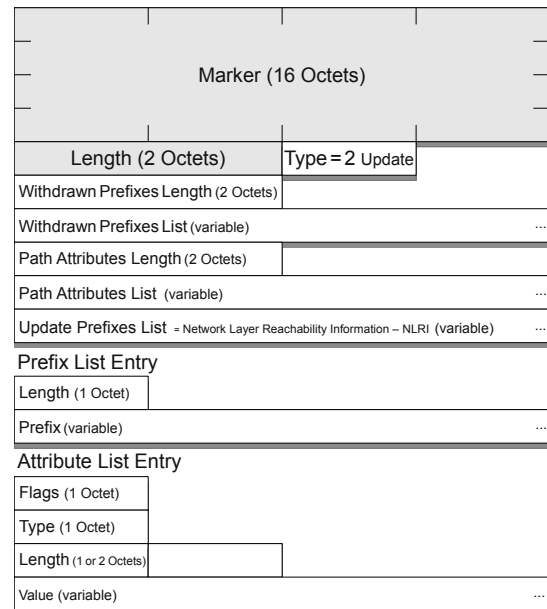 Marker (16 Octets)
Length (2 Octets) Type = 2 Update
Withdrawn Prefixes Length (2 Octets)
Withdrawn Prefixes List (variable) ...
Path Attributes Length (2 Octets)
Path Attributes List (variable) ...
Update Prefixes List = Network Layer Reachability Information – NLRI (variable) ...
Prefix List Entry
Length (1 Octet)
Prefix (variable) ...
Attribute List Entry
Flags (1 Octet)
Type (1 Octet)
Length (1 or 2 Octets)
Value (variable) ...